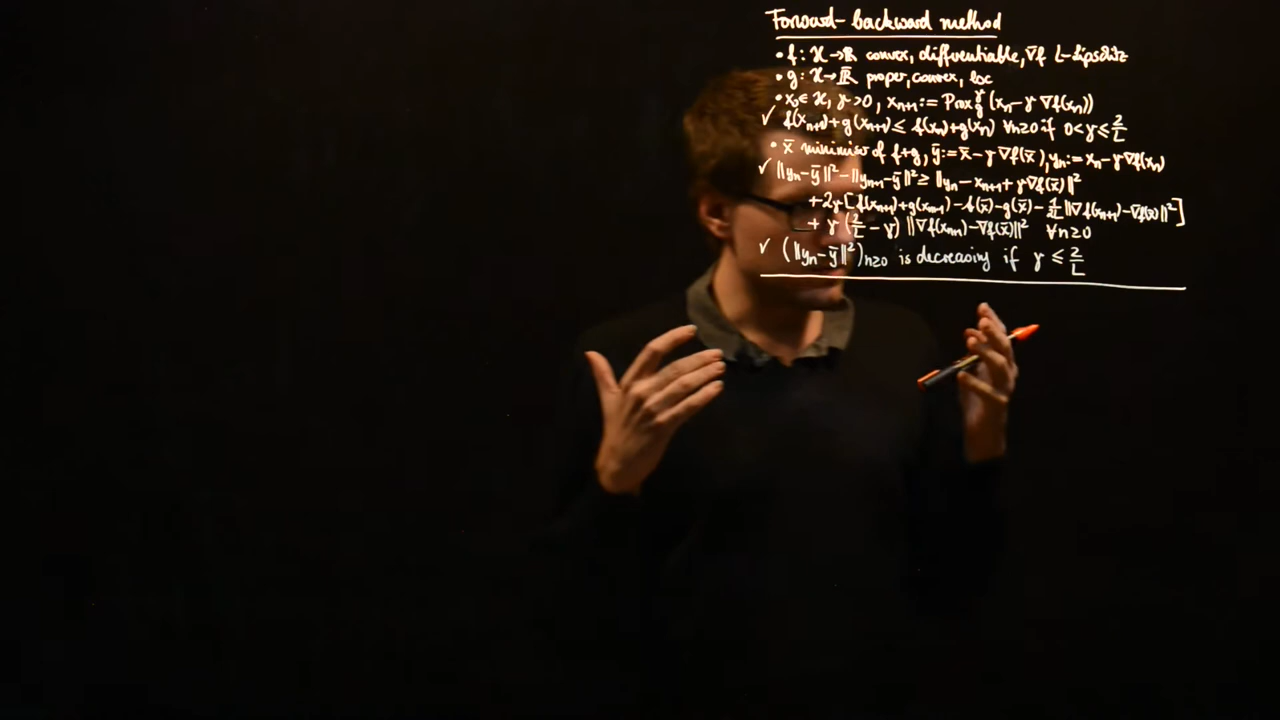 Forward-backward method
• f: ℋ→ℝ convex, differentiable, ∇f L-Lipschitz
• g: ℋ→ℝ̄ proper, convex, lsc
• x₀∈ ℋ, γ>0, xₙ₊₁ := Prox_g^γ (xₙ-γ ∇f(xₙ))
✓ f(xₙ₊₁)+g(xₙ₊₁) ≤ f(xₙ)+g(xₙ) ∀n≥0 if 0<γ≤2/L
• x̄ minimiser of f+g, ȳ:= x̄-γ ∇f(x̄), yₙ:= xₙ-γ∇f(xₙ)
✓ ||yₙ-ȳ||²-||yₙ₊₁-ȳ||² ≥ ||yₙ-xₙ₊₁+γ∇f(x̄)||²
+2γ[f(xₙ₊₁)+g(xₙ₊₁)-f(x̄)-g(x̄)-1/2L||∇f(xₙ₊₁)-∇f(x̄)||²]
+ γ (2/L - γ) ||∇f(xₙ₊₁)-∇f(x̄)||² ∀n≥0
✓ (||yₙ-ȳ||²)ₙ≥₀ is decreasing if γ ≤ 2/L